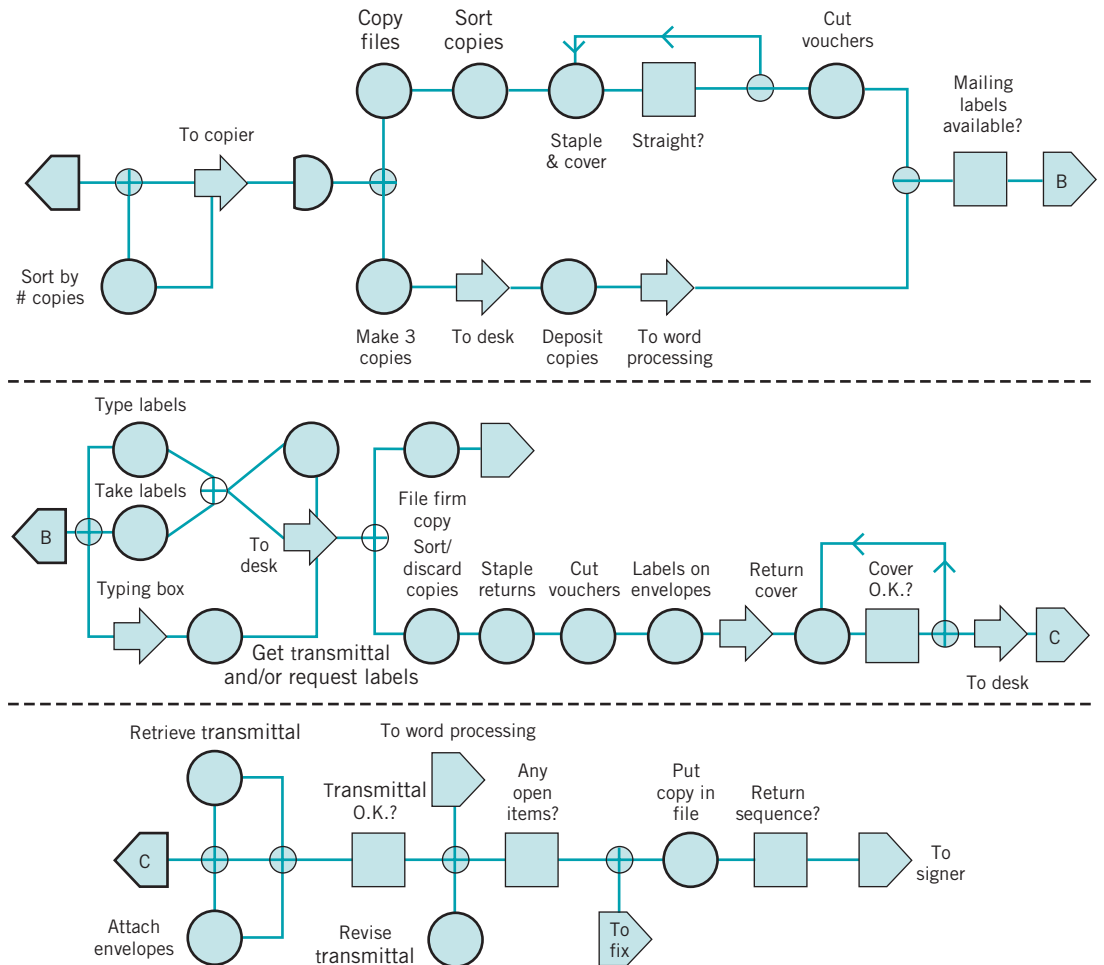 Copy
files
Sort
copies
Cut
vouchers
To copier
Staple
& cover
Straight?
Mailing
labels
available?
B
Sort by
# copies
Make 3
copies
To desk
Deposit
copies
To word
processing
Type labels
Take labels
B
To
desk
Typing box
Get transmittal
and/or request labels
File firm
copy
Sort/
discard
copies
Staple
returns
Cut
vouchers
Labels on
envelopes
Return
cover
Cover
O.K.?
To desk
C
Retrieve transmittal
To word processing
Transmittal
O.K.?
Any
open
items?
Put
copy in
file
Return
sequence?
C
To
signer
Attach
envelopes
Revise
transmittal
To
fix